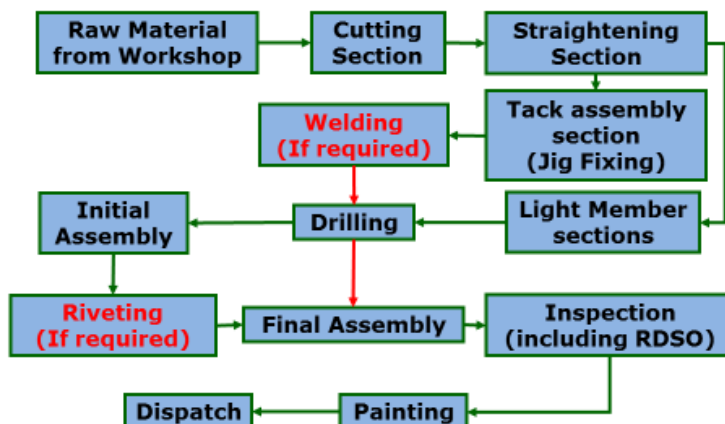 Raw Material
from Workshop
Cutting
Section
Straightening
Section
Welding
(If required)
Tack assembly
section
(Jig Fixing)
Initial
Assembly
Drilling
Light Member
sections
Riveting
(If required)
Final Assembly
Inspection
(including RDSO)
Dispatch
Painting